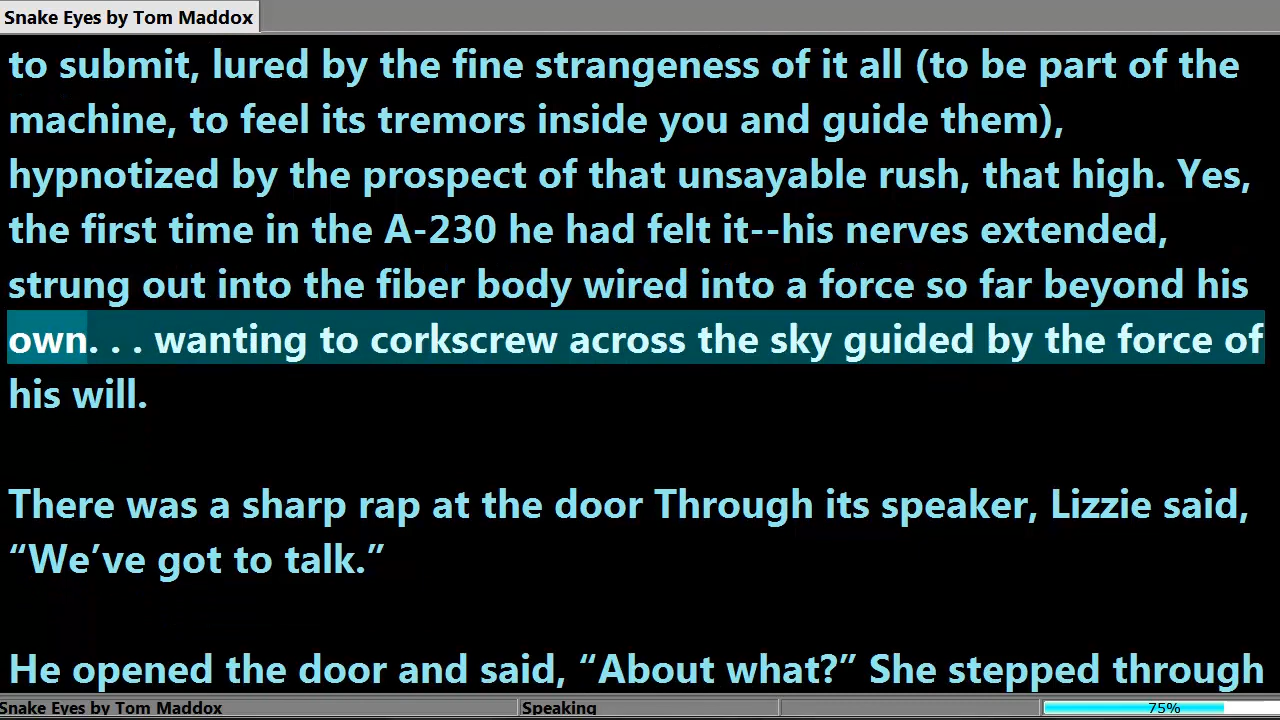 Snake Eyes by Tom Maddox
to submit, lured by the fine strangeness of it all (to be part of the
machine, to feel its tremors inside you and guide them),
hypnotized by the prospect of that unsayable rush, that high. Yes,
the first time in the A-230 he had felt it--his nerves extended,
strung out into the fiber body wired into a force so far beyond his
own. . . wanting to corkscrew across the sky guided by the force of
his will.
There was a sharp rap at the door Through its speaker, Lizzie said,
“We’ve got to talk.”
He opened the door and said, “About what?” She stepped through
Snake Eyes by Tom Maddox
Speaking
75%